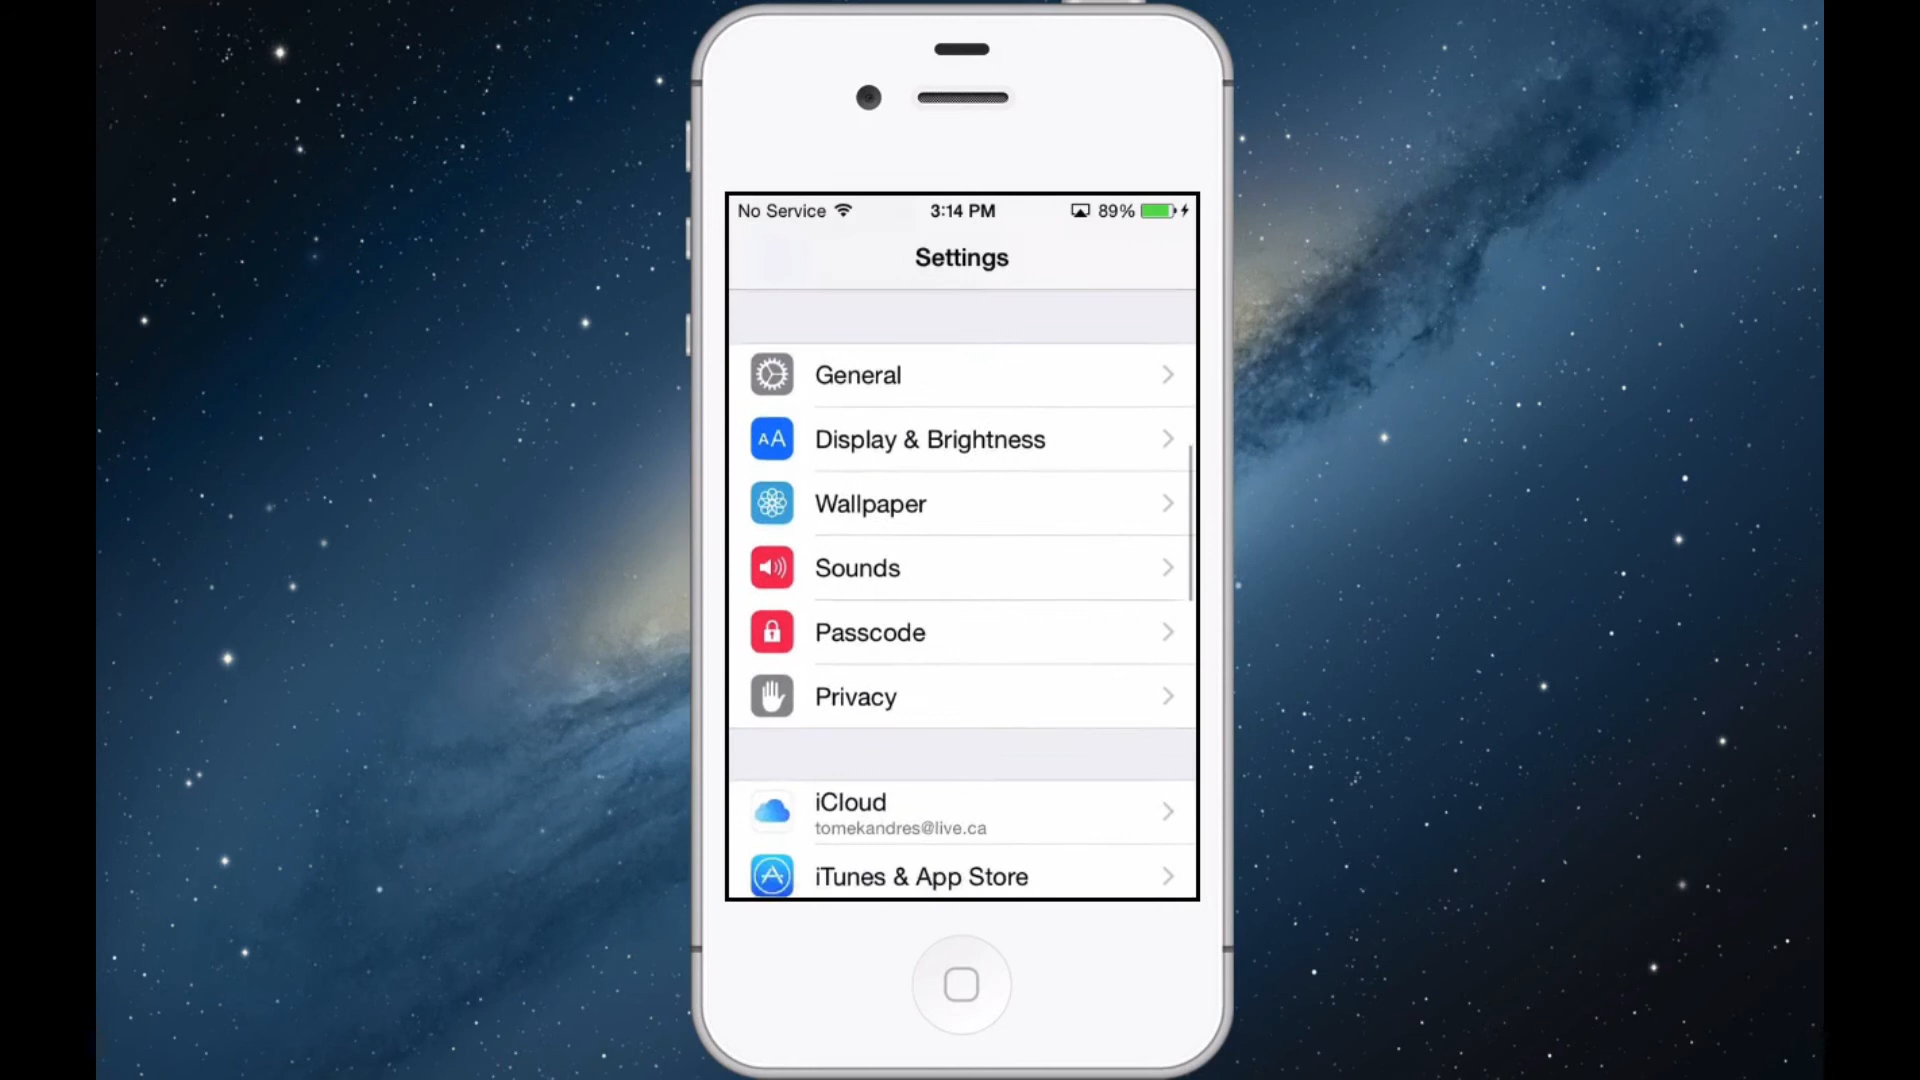 No Service 3:14 PM 89%
Settings
General
AA Display & Brightness
Wallpaper
Sounds
Passcode
Privacy
iCloud
tomekandres@live.ca
iTunes & App Store